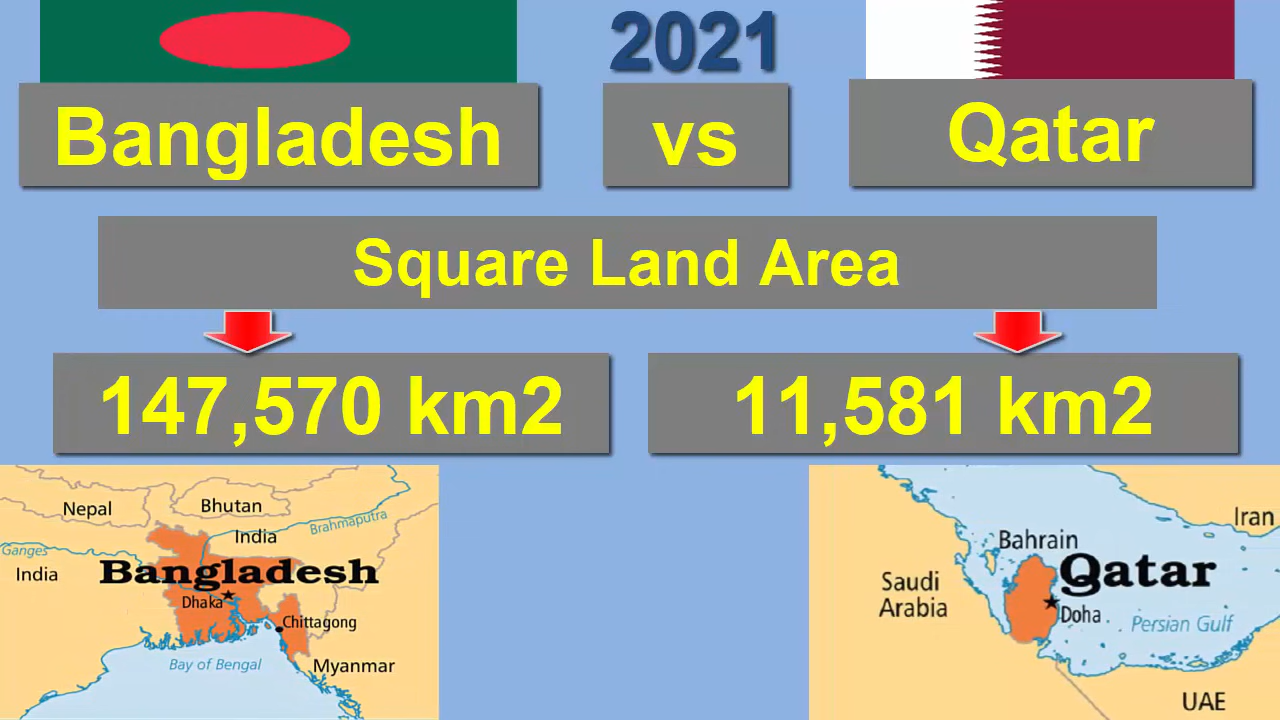 2021
Bangladesh vs Qatar
Square Land Area
147,570 km2 11,581 km2
Nepal
Bhutan
India
Brahmaputra
Ganges
India
Bangladesh
Dhaka
Chittagong
Bay of Bengal
Myanmar
Iran
Bahrain
Qatar
Saudi
Arabia
Doha
Persian Gulf
UAE